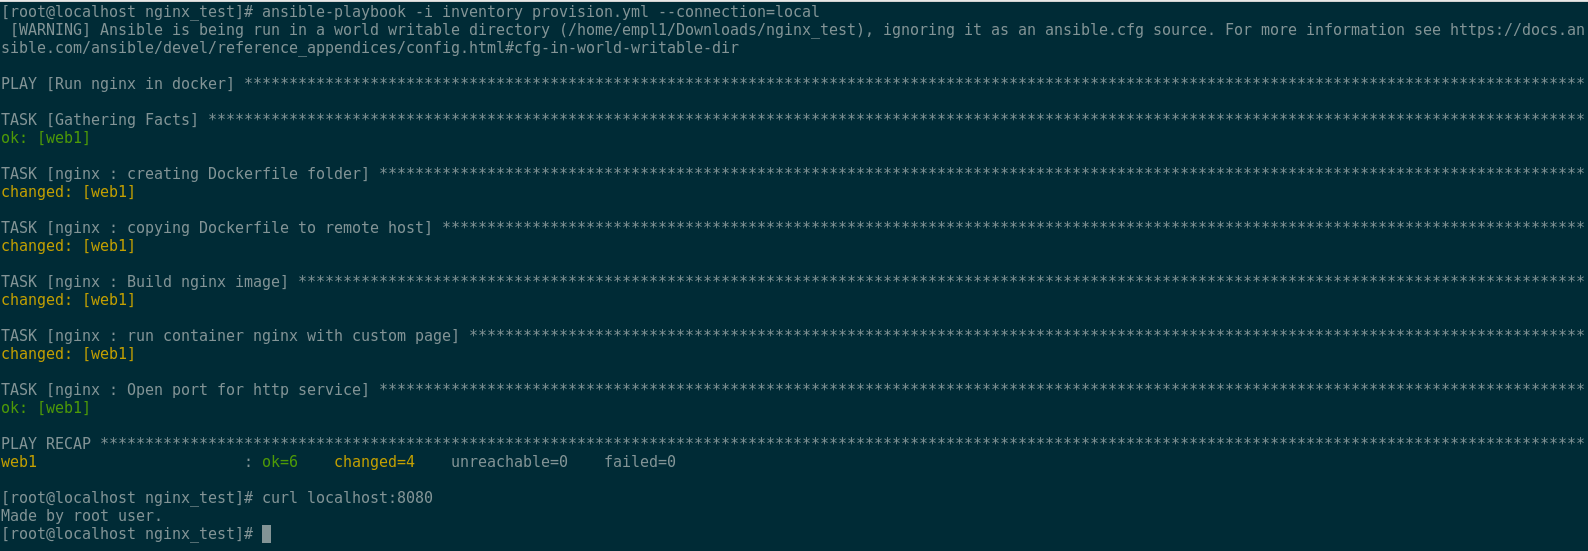 [root@localhost nginx_test]# ansible-playbook -i inventory provision.yml --connection=local
 [WARNING] Ansible is being run in a world writable directory (/home/empl1/Downloads/nginx_test), ignoring it as an ansible.cfg source. For more information see https://docs.an
sible.com/ansible/devel/reference_appendices/config.html#cfg-in-world-writable-dir
PLAY [Run nginx in docker] *****************************************************************************************************************************************************
TASK [Gathering Facts] *********************************************************************************************************************************************************
ok: [web1]
TASK [nginx : creating Dockerfile folder] **************************************************************************************************************************************
changed: [web1]
TASK [nginx : copying Dockerfile to remote host] *******************************************************************************************************************************
changed: [web1]
TASK [nginx : Build nginx image] ***********************************************************************************************************************************************
changed: [web1]
TASK [nginx : run container nginx with custom page] ****************************************************************************************************************************
changed: [web1]
TASK [nginx : Open port for http service] **************************************************************************************************************************************
ok: [web1]
PLAY RECAP *********************************************************************************************************************************************************************
web1                       : ok=6    changed=4    unreachable=0    failed=0
[root@localhost nginx_test]# curl localhost:8080
Made by root user.
[root@localhost nginx_test]#